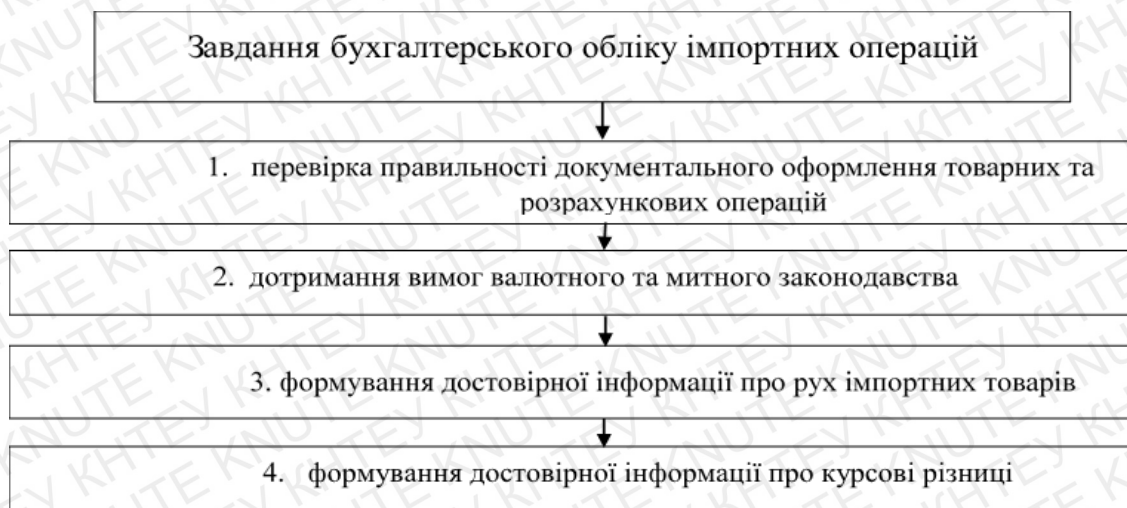 Завдання бухгалтерського обліку імпортних операцій
1. перевірка правильності документального оформлення товарних та
розрахункових операцій
2. дотримання вимог валютного та митного законодавства
3. формування достовірної інформації про рух імпортних товарів
4. формування достовірної інформації про курсові різниці